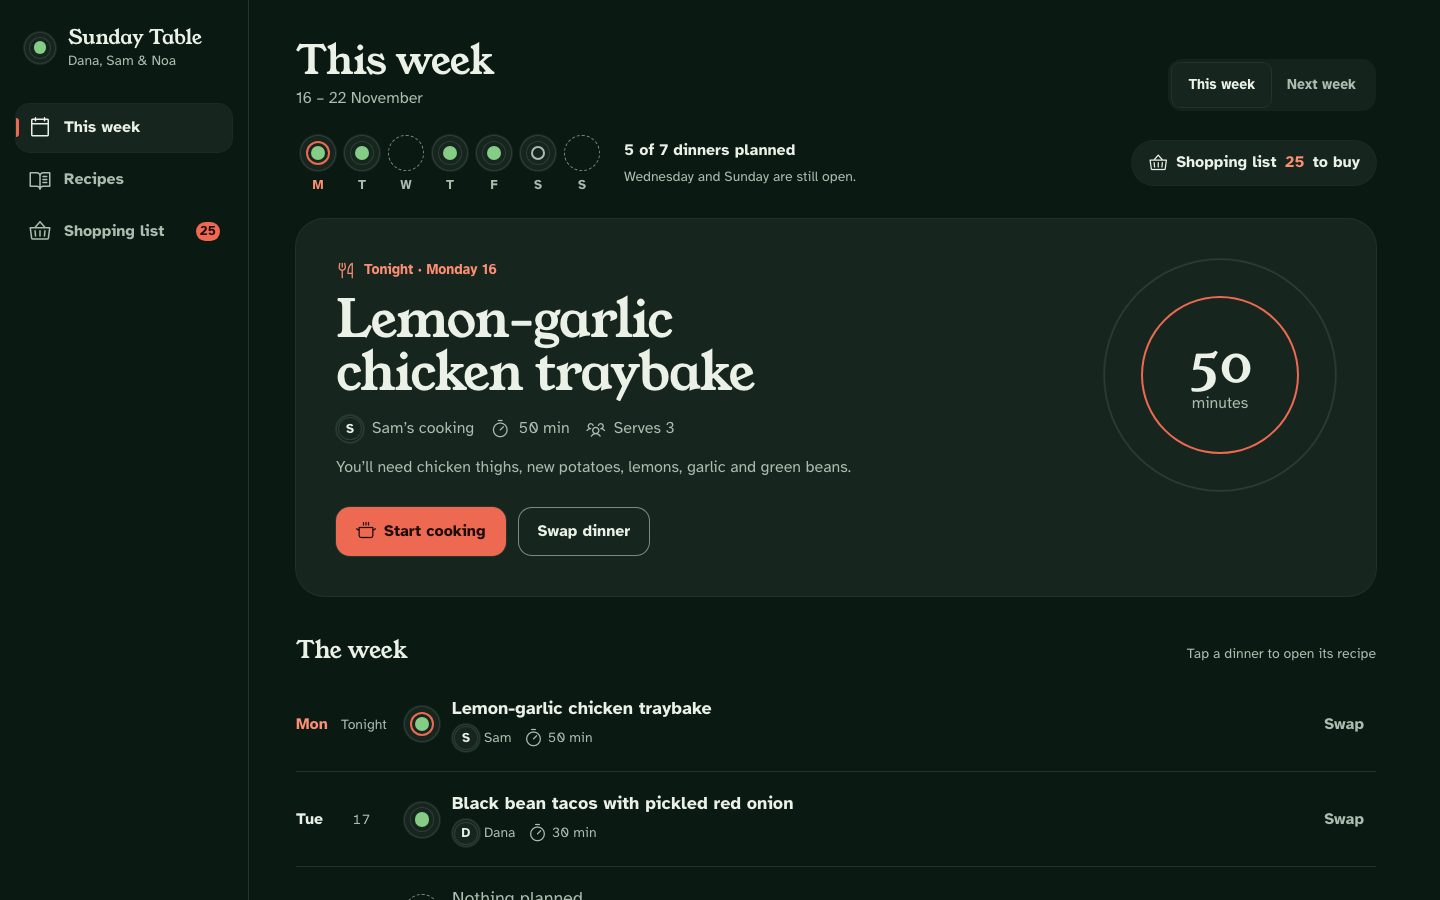 Sunday Table
Dana, Sam & Noa
This week
Recipes
Shopping list 25
This week
16 – 22 November
This week Next week
M T W T F S S
5 of 7 dinners planned
Wednesday and Sunday are still open.
Shopping list 25 to buy
Tonight · Monday 16
Lemon-garlic
chicken traybake
S Sam’s cooking 50 min Serves 3
You’ll need chicken thighs, new potatoes, lemons, garlic and green beans.
Start cooking Swap dinner
50
minutes
The week
Tap a dinner to open its recipe
Mon Tonight
Lemon-garlic chicken traybake
S Sam 50 min
Swap
Tue 17
Black bean tacos with pickled red onion
D Dana 30 min
Swap
Nothing planned